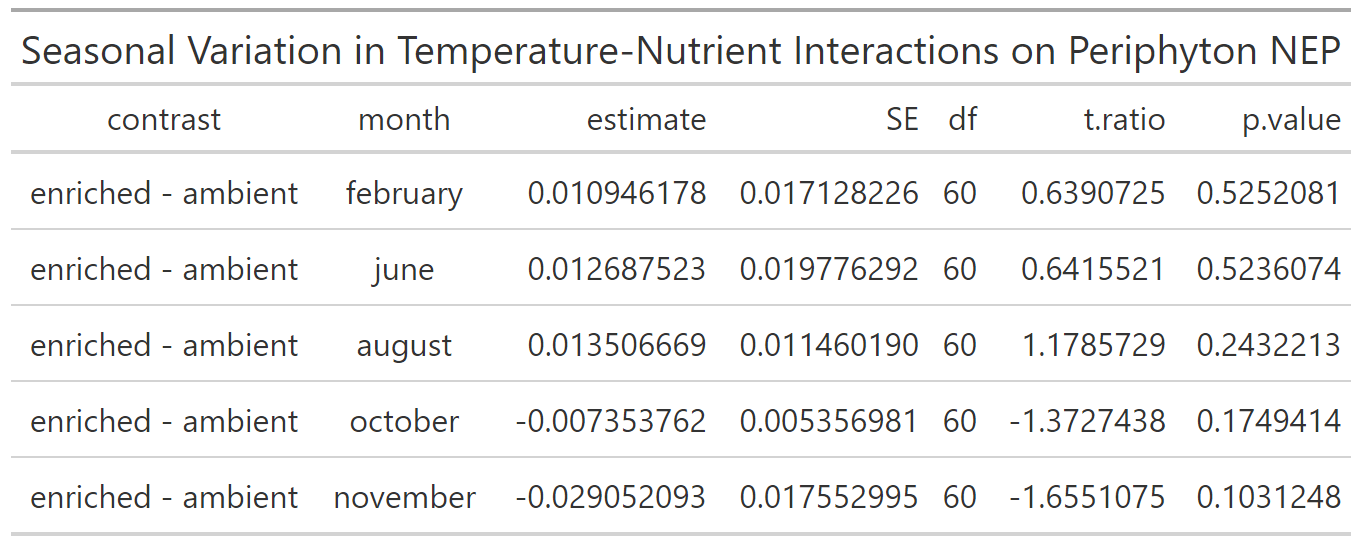 Seasonal Variation in Temperature-Nutrient Interactions on Periphyton NEP
contrast month estimate SE df t.ratio p.value
enriched - ambient february 0.010946178 0.017128226 60 0.6390725 0.5252081
enriched - ambient june 0.012687523 0.019776292 60 0.6415521 0.5236074
enriched - ambient august 0.013506669 0.011460190 60 1.1785729 0.2432213
enriched - ambient october -0.007353762 0.005356981 60 -1.3727438 0.1749414
enriched - ambient november -0.029052093 0.017552995 60 -1.6551075 0.1031248